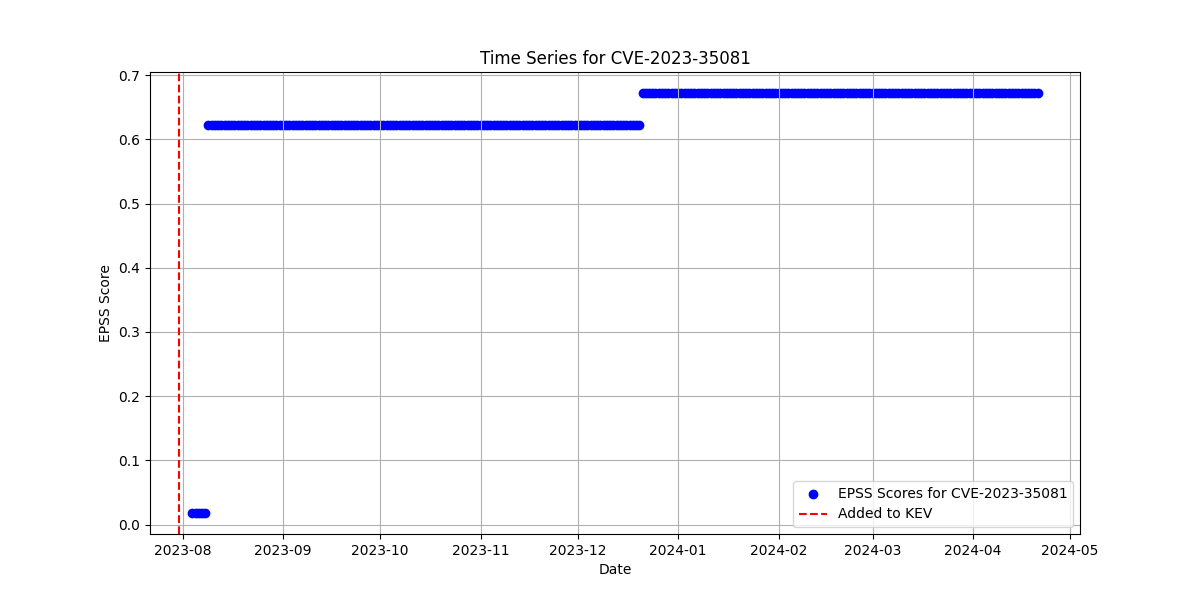 Time Series for CVE-2023-35081
EPSS Score
0.7
0.6
0.5
0.4
0.3
0.2
0.1
0.0
EPSS Scores for CVE-2023-35081
Added to KEV
2023-08 2023-09 2023-10 2023-11 2023-12 2024-01 2024-02 2024-03 2024-04 2024-05
Date